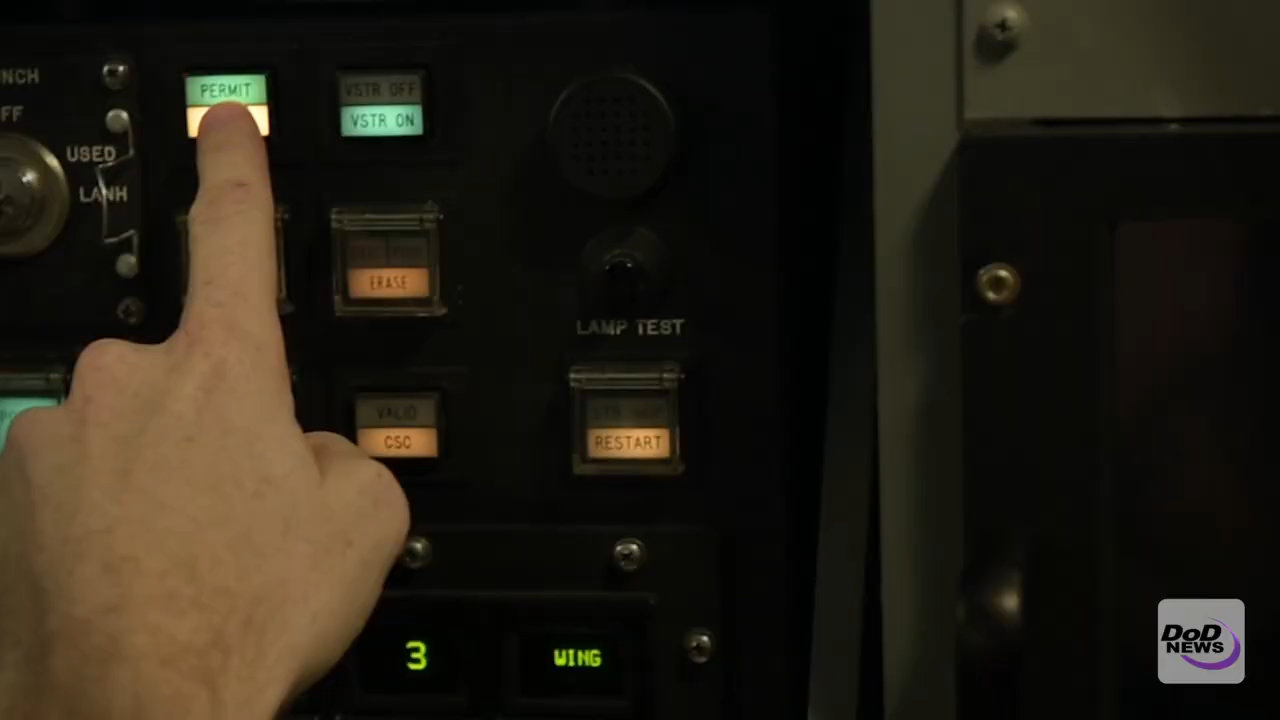 NCH
FF
USED
LANH
PERMIT
VSTR OFF
VSTR ON
ERASE
LAMP TEST
VALID
CSC
RESTART
3
WING
DoD
NEWS